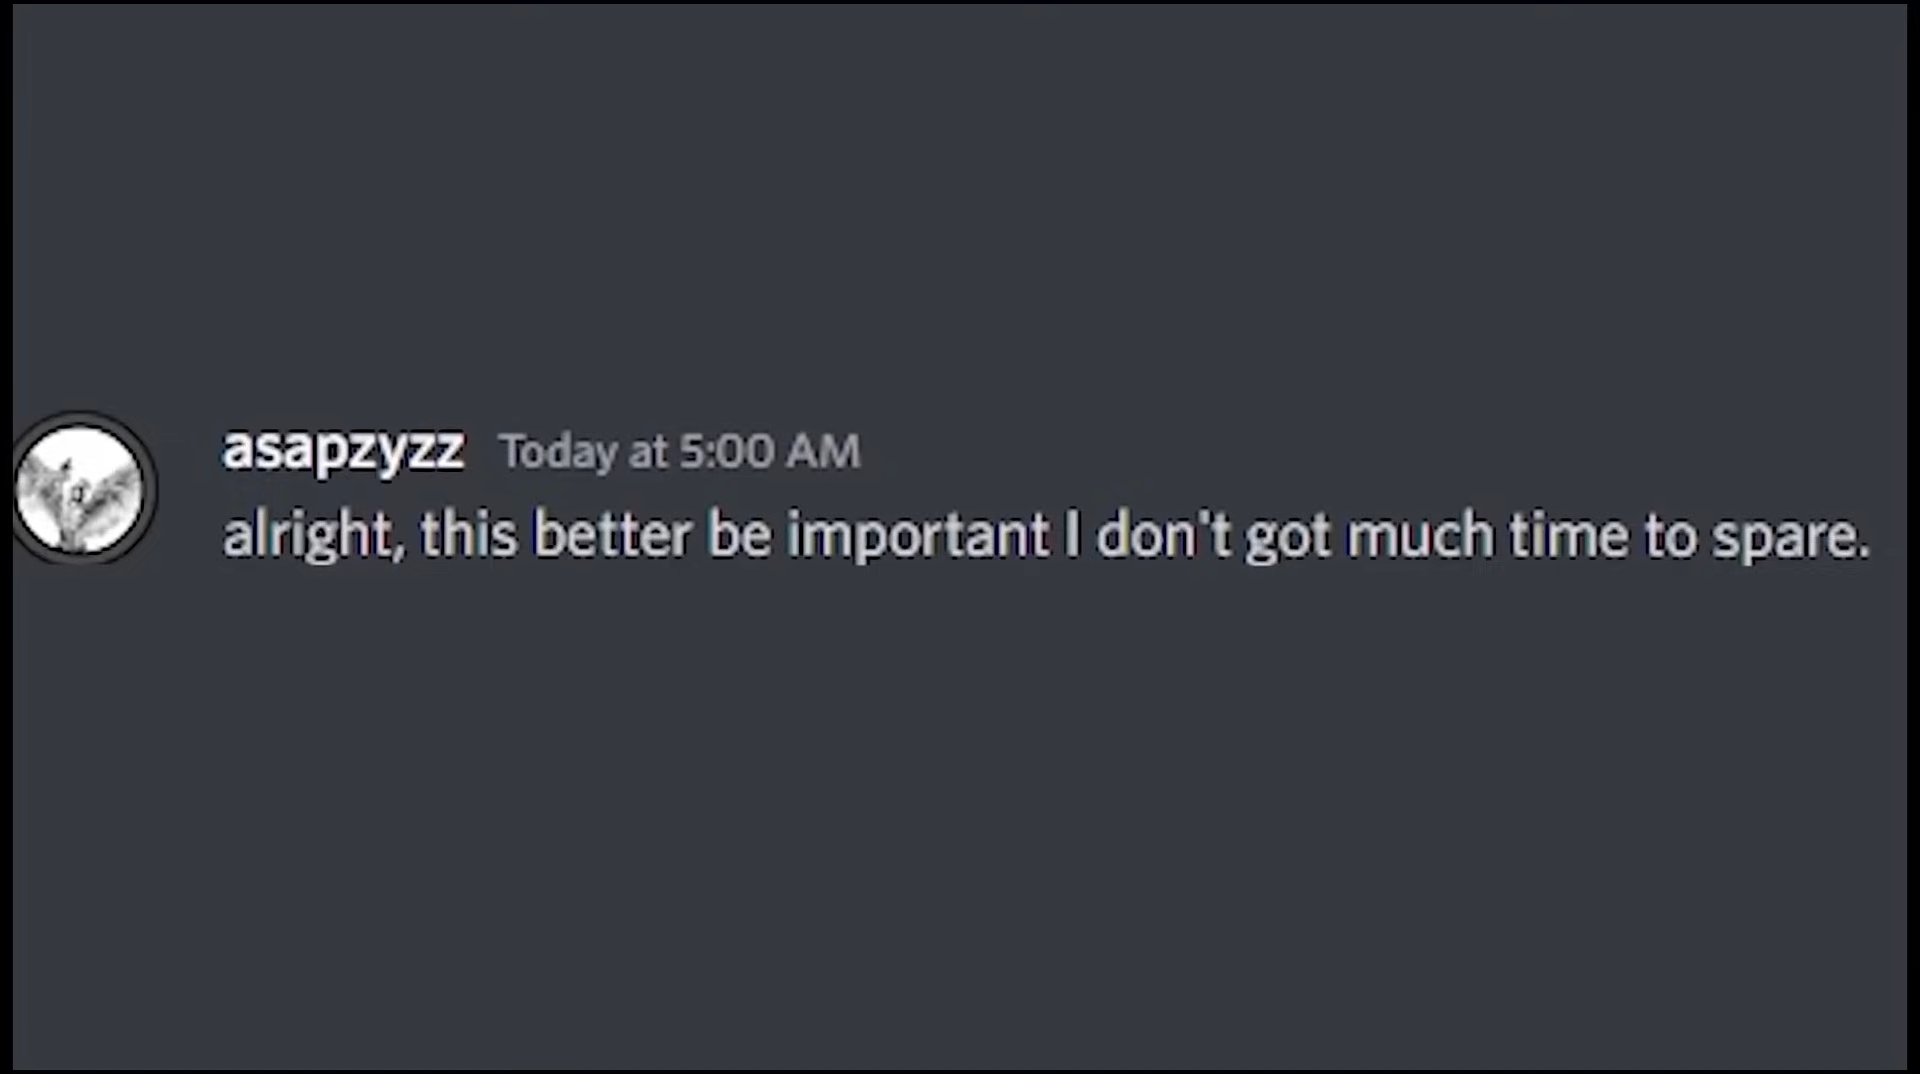 asapzyzz Today at 5:00 AM
alright, this better be important I don't got much time to spare.